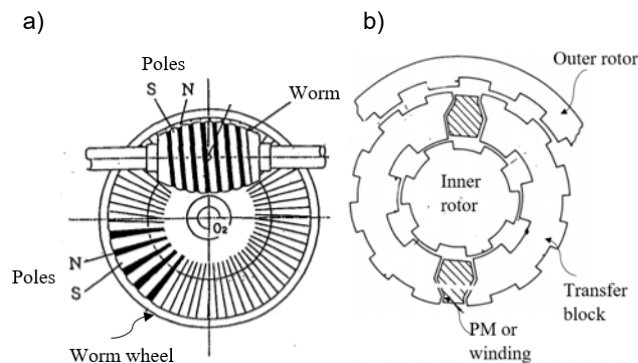 a)
Poles
S N
Worm
O₂
Poles
N
S
Worm wheel
b)
Outer rotor
Inner
rotor
Transfer
block
PM or
winding